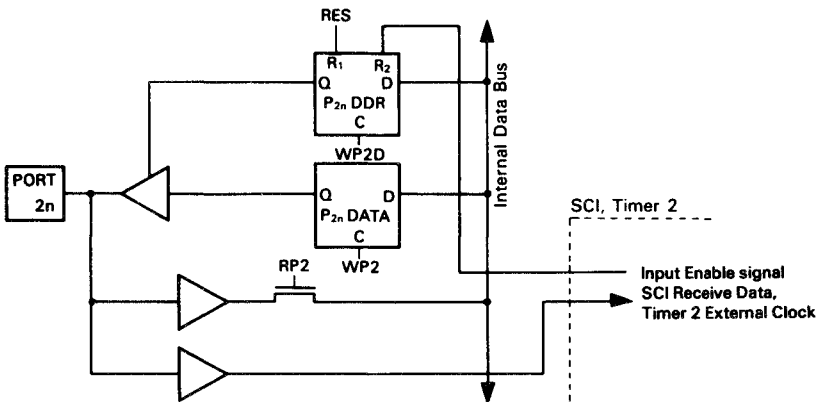 RES
R1 R2
Q D
P2n DDR
C
WP2D
Internal Data Bus
PORT
2n
Q D
P2n DATA
C
WP2
SCI, Timer 2
RP2
Input Enable signal
SCI Receive Data,
Timer 2 External Clock